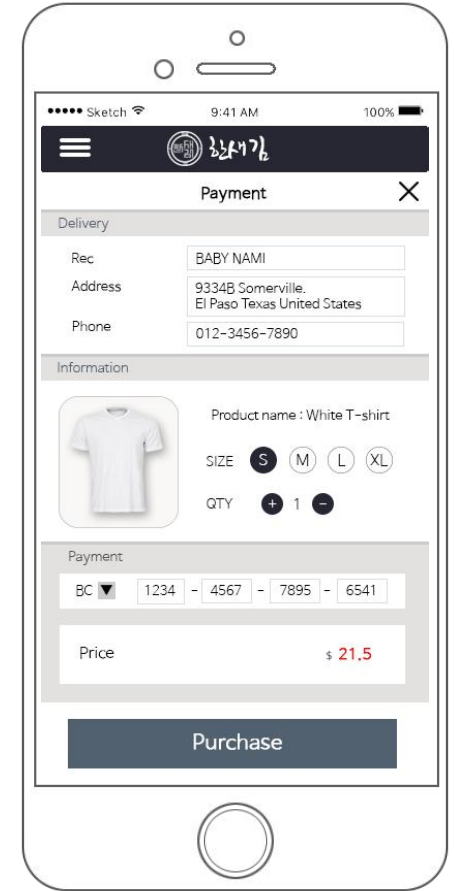 Sketch 9:41 AM 100%
한새김
Payment
Delivery
Rec BABY NAMI
Address 9334B Somerville.
El Paso Texas United States
Phone 012-3456-7890
Information
Product name : White T-shirt
SIZE S M L XL
QTY + 1 -
Payment
BC ▼ 1234 - 4567 - 7895 - 6541
Price $ 21.5
Purchase